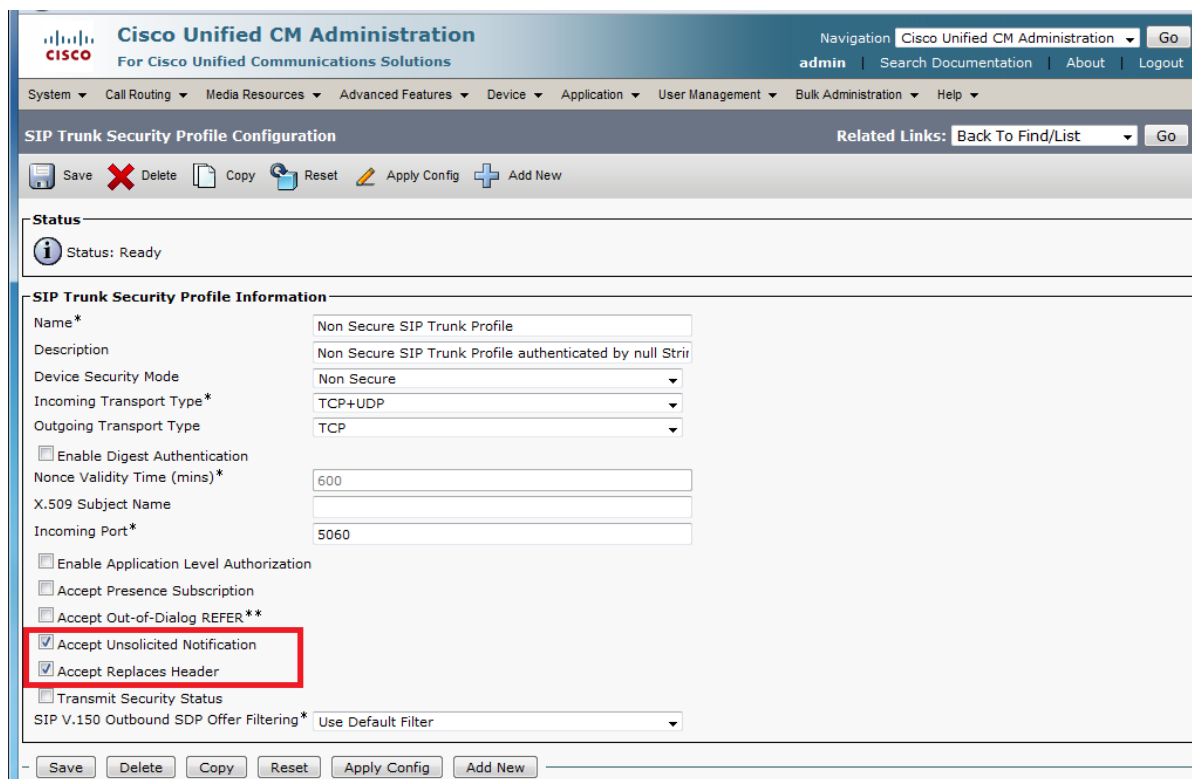 CISCO
Cisco Unified CM Administration
For Cisco Unified Communications Solutions
Navigation Cisco Unified CM Administration Go
admin | Search Documentation | About | Logout
System Call Routing Media Resources Advanced Features Device Application User Management Bulk Administration Help
SIP Trunk Security Profile Configuration
Related Links: Back To Find/List Go
Save Delete Copy Reset Apply Config Add New
Status
i Status: Ready
SIP Trunk Security Profile Information
Name* Non Secure SIP Trunk Profile
Description Non Secure SIP Trunk Profile authenticated by null Strin
Device Security Mode Non Secure
Incoming Transport Type* TCP+UDP
Outgoing Transport Type TCP
Enable Digest Authentication
Nonce Validity Time (mins)* 600
X.509 Subject Name
Incoming Port* 5060
Enable Application Level Authorization
Accept Presence Subscription
Accept Out-of-Dialog REFER**
Accept Unsolicited Notification
Accept Replaces Header
Transmit Security Status
SIP V.150 Outbound SDP Offer Filtering* Use Default Filter
Save Delete Copy Reset Apply Config Add New